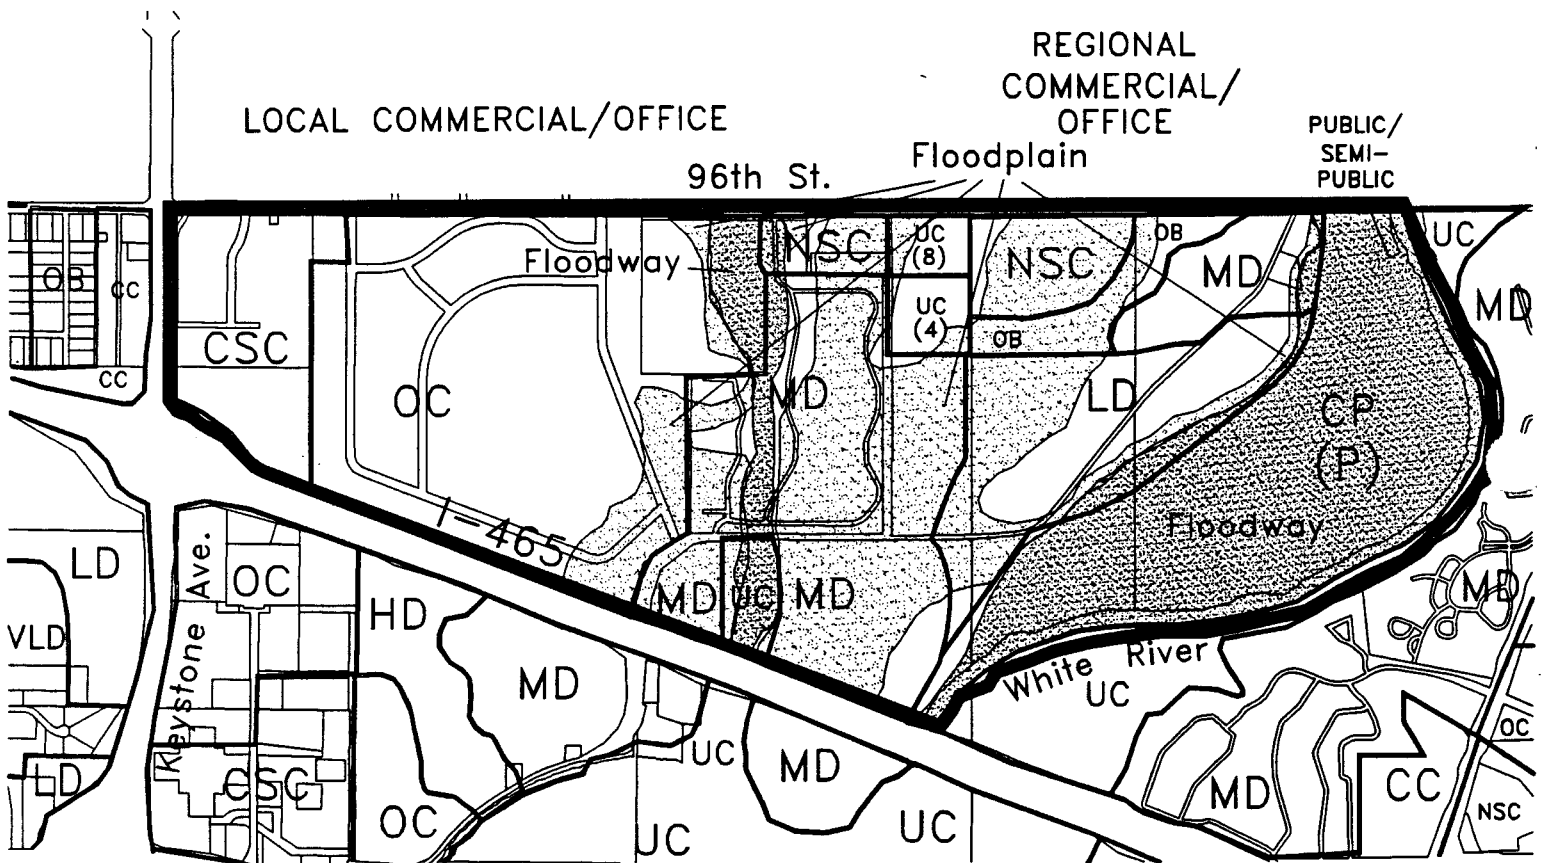 REGIONAL
COMMERCIAL/
OFFICE
LOCAL COMMERCIAL/OFFICE
PUBLIC/
SEMI-
PUBLIC
Floodplain
96th St.
NSC
UC
(8)
OB
UC
Floodway
NSC
MD
OB
CC
MD
UC
(4)
OB
CSC
CC
OC
MD
LD
CP
(P)
I-465
Floodway
LD
Ave.
OC
MD
UC
MD
MD
HD
VLD
Keystone
White River
MD
UC
UC
MD
OC
LD
CSC
MD
CC
OC
UC
UC
NSC